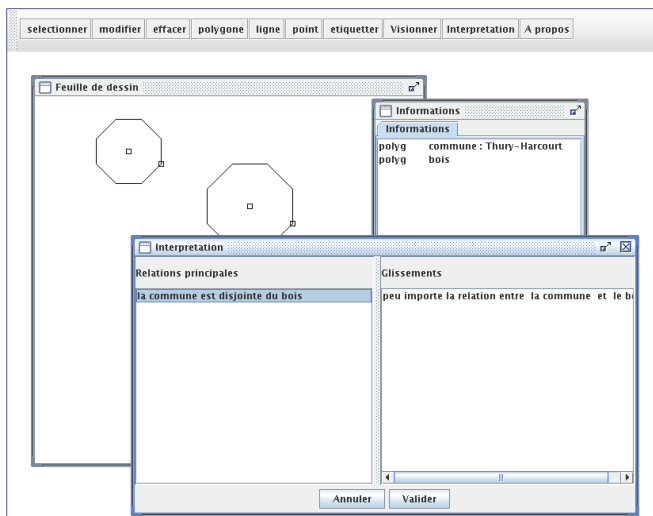 selectionner modifier effacer polygone ligne point etiquetter Visionner Interpretation A propos
Feuille de dessin
Informations
Informations
polyg commune : Thury-Harcourt
polyg bois
Interpretation
Relations principales
Glissements
la commune est disjointe du bois
peu importe la relation entre la commune et le
Annuler Valider